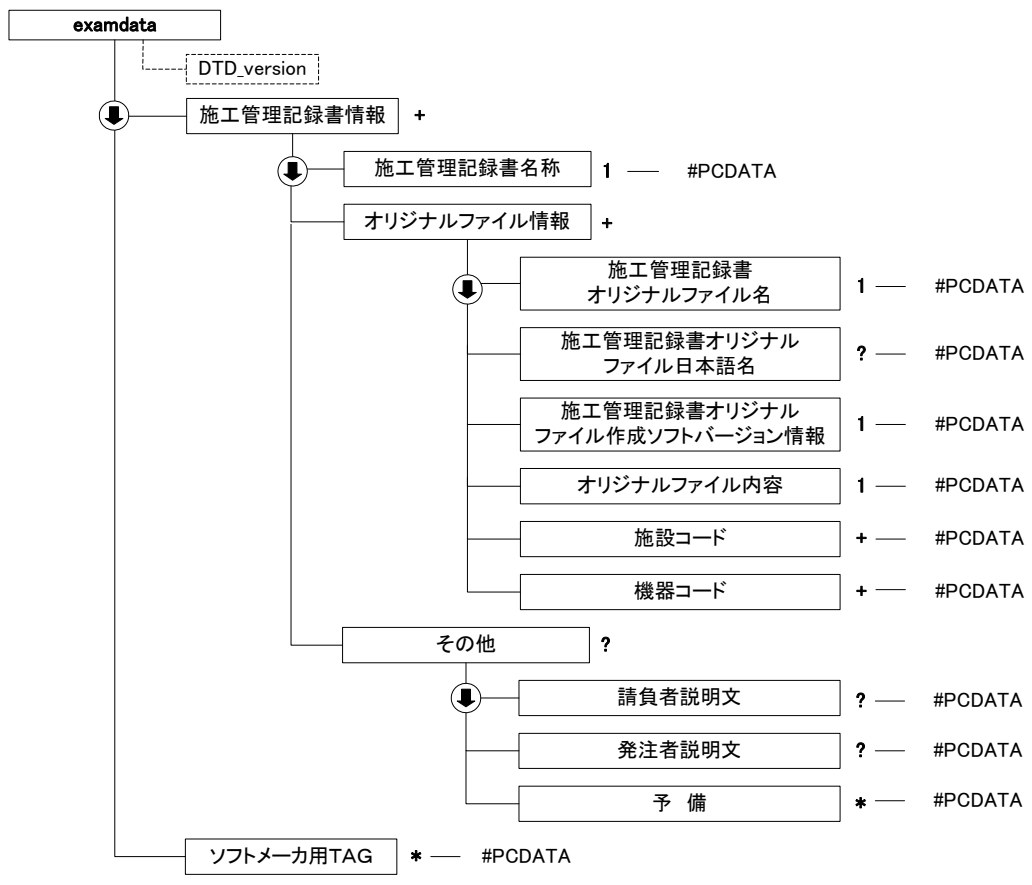 examdata
DTD_version
施工管理記録書情報 +
施工管理記録書名称 1 #PCDATA
オリジナルファイル情報 +
施工管理記録書
オリジナルファイル名 1 #PCDATA
施工管理記録書オリジナル
ファイル日本語名 ? #PCDATA
施工管理記録書オリジナル
ファイル作成ソフトバージョン情報 1 #PCDATA
オリジナルファイル内容 1 #PCDATA
施設コード + #PCDATA
機器コード + #PCDATA
その他 ?
請負者説明文 ? #PCDATA
発注者説明文 ? #PCDATA
予 備 * #PCDATA
ソフトメーカ用TAG * #PCDATA